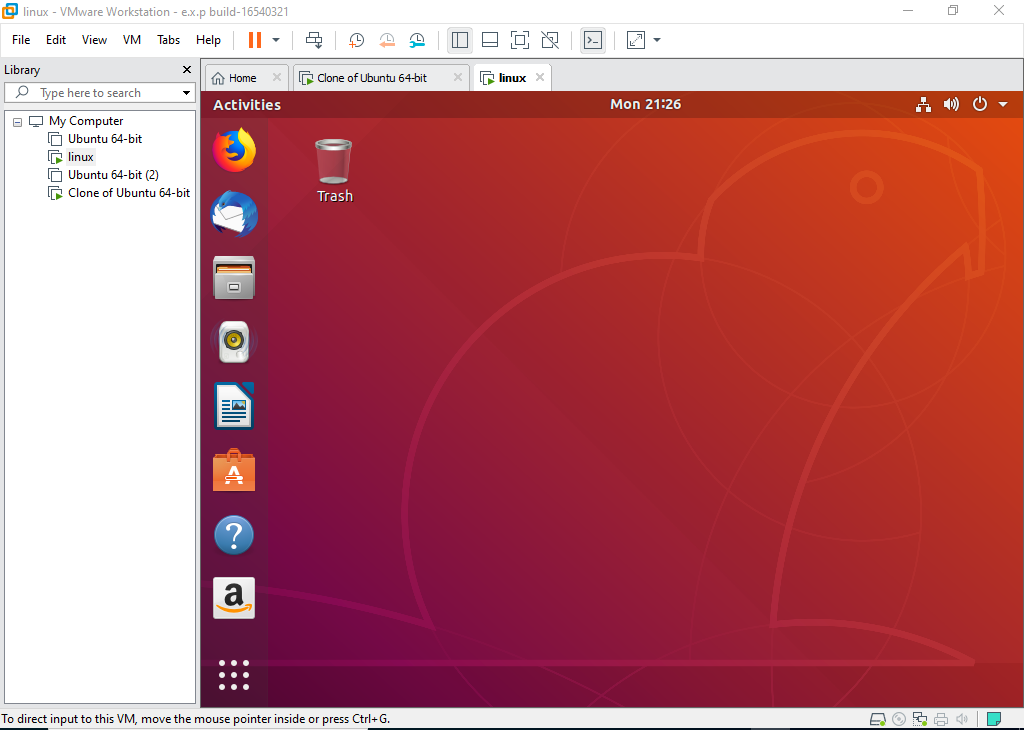 linux - VMware Workstation - e.x.p build-16540321
File Edit View VM Tabs Help
Library
Type here to search
My Computer
Ubuntu 64-bit
linux
Ubuntu 64-bit (2)
Clone of Ubuntu 64-bit
Home
Clone of Ubuntu 64-bit
linux
Activities
Mon 21:26
Trash
To direct input to this VM, move the mouse pointer inside or press Ctrl+G.